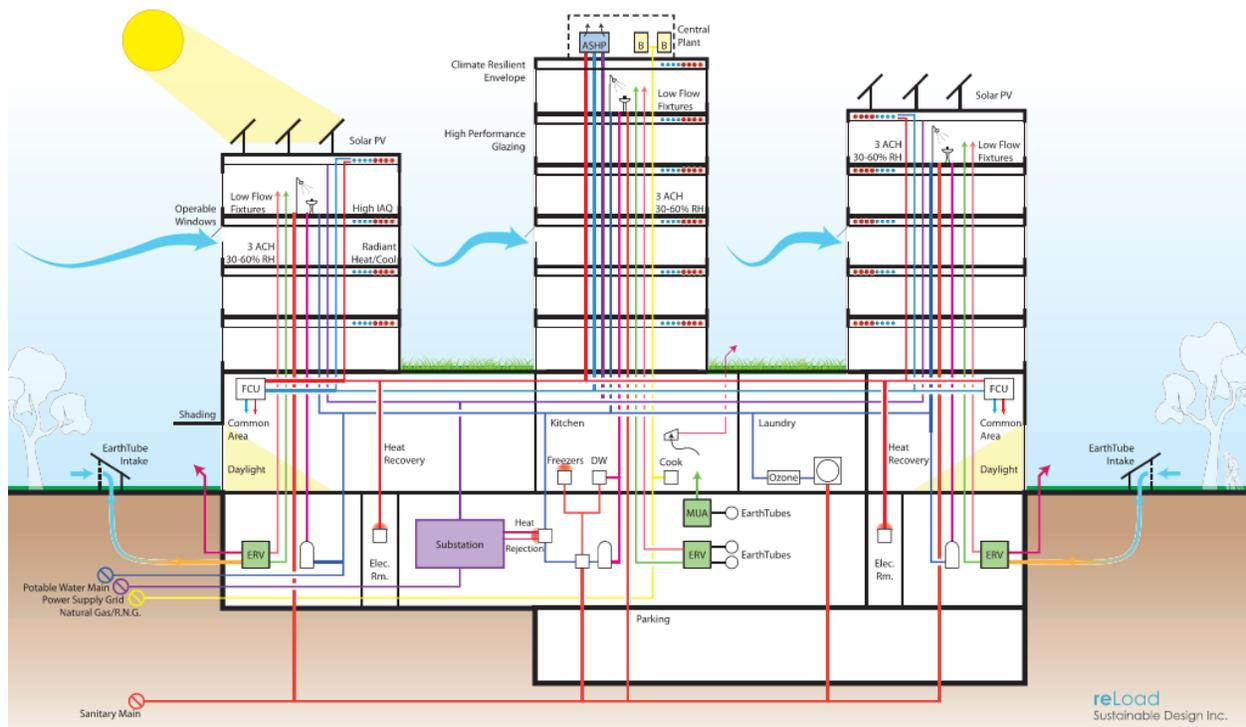 ASHP
B
B
Central
Plant
Climate Resilient
Envelope
Low Flow
Fixtures
Solar PV
High Performance
Glazing
Solar PV
3 ACH
30-60% RH
Low Flow
Fixtures
Low Flow
Fixtures
High IAQ
3 ACH
30-60% RH
Operable
Windows
3 ACH
30-60% RH
Radiant
Heat/Cool
FCU
FCU
Shading
Common
Area
Kitchen
Laundry
Common
Area
EarthTube
Intake
Daylight
Heat
Recovery
Freezers
DW
Cook
Ozone
Heat
Recovery
Daylight
EarthTube
Intake
MUA
EarthTubes
Substation
Heat
Rejection
ERV
ERV
EarthTubes
ERV
Elec.
Rm.
Elec.
Rm.
Potable Water Main
Power Supply Grid
Natural Gas/R.N.G.
Parking
Sanitary Main
reLoad
Sustainable Design Inc.